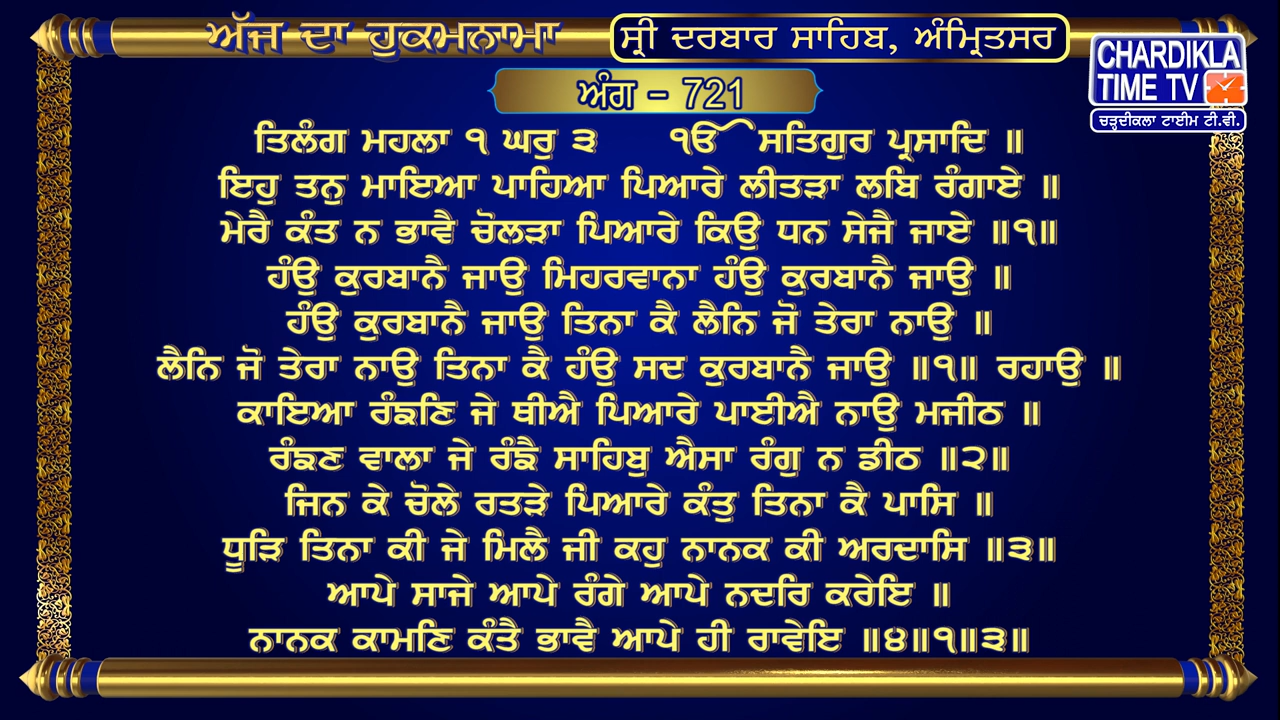 ਅੱਜ ਦਾ ਹੁਕਮਨਾਮਾ
ਸ੍ਰੀ ਦਰਬਾਰ ਸਾਹਿਬ, ਅੰਮ੍ਰਿਤਸਰ
CHARDIKLA
TIME TV
ਚੜ੍ਹਦੀਕਲਾ ਟਾਈਮ ਟੀ.ਵੀ.
ਅੰਗ – 721
ਤਿਲੰਗ ਮਹਲਾ ੧ ਘਰੁ ੩ ੴ ਸਤਿਗੁਰ ਪ੍ਰਸਾਦਿ ॥
ਇਹੁ ਤਨੁ ਮਾਇਆ ਪਾਹਿਆ ਪਿਆਰੇ ਲੀਤੜਾ ਲਬਿ ਰੰਗਾਏ ॥
ਮੇਰੈ ਕੰਤ ਨ ਭਾਵੈ ਚੋਲੜਾ ਪਿਆਰੇ ਕਿਉ ਧਨ ਸੇਜੈ ਜਾਏ ॥੧॥
ਹੰਉ ਕੁਰਬਾਨੈ ਜਾਉ ਮਿਹਰਵਾਨਾ ਹੰਉ ਕੁਰਬਾਨੈ ਜਾਉ ॥
ਹੰਉ ਕੁਰਬਾਨੈ ਜਾਉ ਤਿਨਾ ਕੈ ਲੈਨਿ ਜੋ ਤੇਰਾ ਨਾਉ ॥
ਲੈਨਿ ਜੋ ਤੇਰਾ ਨਾਉ ਤਿਨਾ ਕੈ ਹੰਉ ਸਦ ਕੁਰਬਾਨੈ ਜਾਉ ॥੧॥ ਰਹਾਉ ॥
ਕਾਇਆ ਰੰਙਣਿ ਜੇ ਥੀਐ ਪਿਆਰੇ ਪਾਈਐ ਨਾਉ ਮਜੀਠ ॥
ਰੰਙਣ ਵਾਲਾ ਜੇ ਰੰਙੈ ਸਾਹਿਬੁ ਐਸਾ ਰੰਗੁ ਨ ਡੀਠ ॥੨॥
ਜਿਨ ਕੇ ਚੋਲੇ ਰਤੜੇ ਪਿਆਰੇ ਕੰਤੁ ਤਿਨਾ ਕੈ ਪਾਸਿ ॥
ਧੂੜਿ ਤਿਨਾ ਕੀ ਜੇ ਮਿਲੈ ਜੀ ਕਹੁ ਨਾਨਕ ਕੀ ਅਰਦਾਸਿ ॥੩॥
ਆਪੇ ਸਾਜੇ ਆਪੇ ਰੰਗੇ ਆਪੇ ਨਦਰਿ ਕਰੇਇ ॥
ਨਾਨਕ ਕਾਮਣਿ ਕੰਤੈ ਭਾਵੈ ਆਪੇ ਹੀ ਰਾਵੇਇ ॥੪॥੧॥੩॥